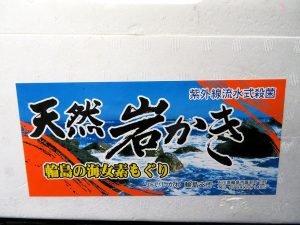 紫外線流水式殺菌
天然岩かき
輪島の海女素もぐり